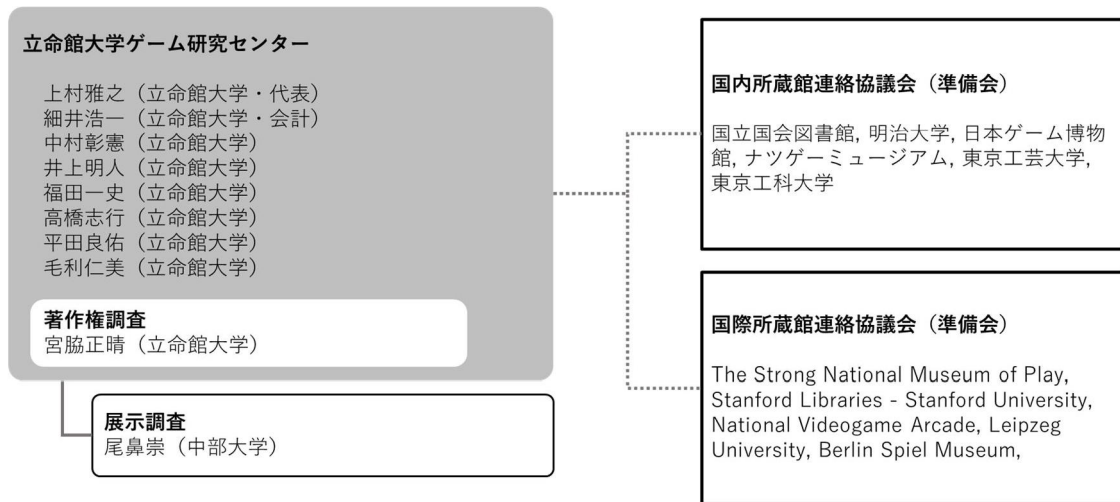 立命館大学ゲーム研究センター
上村雅之（立命館大学・代表）
細井浩一（立命館大学・会計）
中村彰憲（立命館大学）
井上明人（立命館大学）
福田一史（立命館大学）
高橋志行（立命館大学）
平田良佑（立命館大学）
毛利仁美（立命館大学）
著作権調査
宮脇正晴（立命館大学）
展示調査
尾鼻崇（中部大学）
国内所蔵館連絡協議会（準備会）
国立国会図書館, 明治大学, 日本ゲーム博物
館, ナツゲーミュージアム, 東京工芸大学,
東京工科大学
国際所蔵館連絡協議会（準備会）
The Strong National Museum of Play,
Stanford Libraries - Stanford University,
National Videogame Arcade, Leipzeg
University, Berlin Spiel Museum,